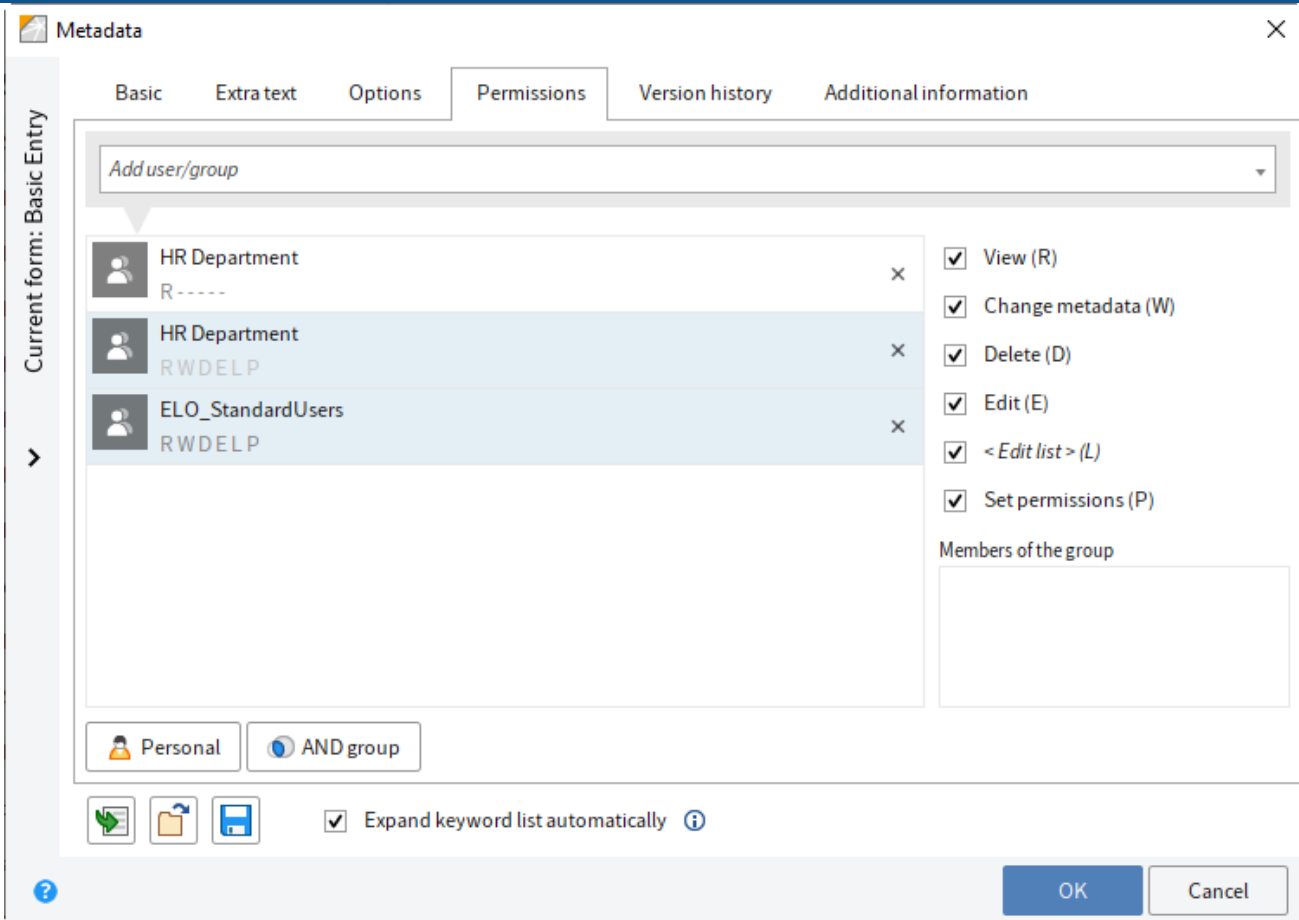 Metadata
Current form: Basic Entry
Basic
Extra text
Options
Permissions
Version history
Additional information
Add user/group
HR Department
R - - - - -
HR Department
R W D E L P
ELO_StandardUsers
R W D E L P
View (R)
Change metadata (W)
Delete (D)
Edit (E)
< Edit list > (L)
Set permissions (P)
Members of the group
Personal
AND group
Expand keyword list automatically
OK
Cancel